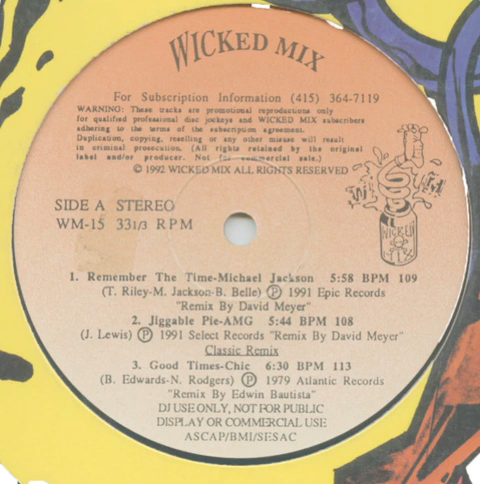 WICKED MIX
For Subscription Information (415) 364-7119
WARNING: These tracks are promotional reproductions only
for qualified professional disc jockeys and WICKED MIX subscribers
adhering to the terms of the subscription agreement.
Duplication, copying, reselling or any other misuse will result
in criminal prosecution. (All rights retained by the original
label and/or producer. Not for commercial sale.)
© 1992 WICKED MIX ALL RIGHTS RESERVED
SIDE A STEREO
WM-15 33 1/3 RPM
WICKED
MIX
1. Remember The Time-Michael Jackson 5:58 BPM 109
(T. Riley-M. Jackson-B. Belle) ℗ 1991 Epic Records
"Remix By David Meyer"
2. Jiggable Pie-AMG 5:44 BPM 108
(J. Lewis) ℗ 1991 Select Records "Remix By David Meyer"
Classic Remix
3. Good Times-Chic 6:30 BPM 113
(B. Edwards-N. Rodgers) ℗ 1979 Atlantic Records
"Remix By Edwin Bautista"
DJ USE ONLY, NOT FOR PUBLIC
DISPLAY OR COMMERCIAL USE
ASCAP/BMI/SESAC